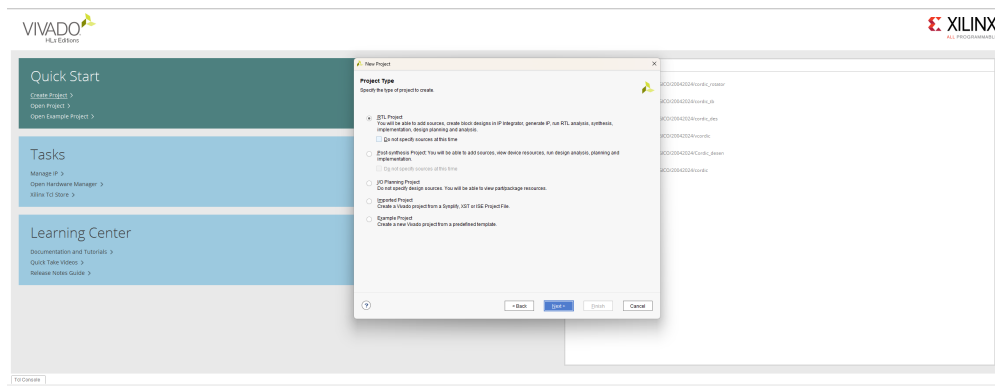 VIVADO
HLx Editions
XILINX
ALL PROGRAMMABLE
Quick Start
Create Project >
Open Project >
Open Example Project >
Tasks
Manage IP >
Open Hardware Manager >
Xilinx Tcl Store >
Learning Center
Documentation and Tutorials >
Quick Take Videos >
Release Notes Guide >
New Project
Project Type
Specify the type of project to create.
RTL Project
You will be able to add sources, create block designs in IP Integrator, generate IP, run RTL analysis, synthesis,
implementation, design planning and analysis.
Do not specify sources at this time
Post-synthesis Project: You will be able to add sources, view device resources, run design analysis, planning and
implementation.
Do not specify sources at this time
I/O Planning Project
Do not specify design sources. You will be able to view part/package resources.
Imported Project
Create a Vivado project from a Synplify, XST or ISE Project File.
Example Project
Create a new Vivado project from a predefined template.
?
< Back
Next >
Finish
Cancel
Tcl Console